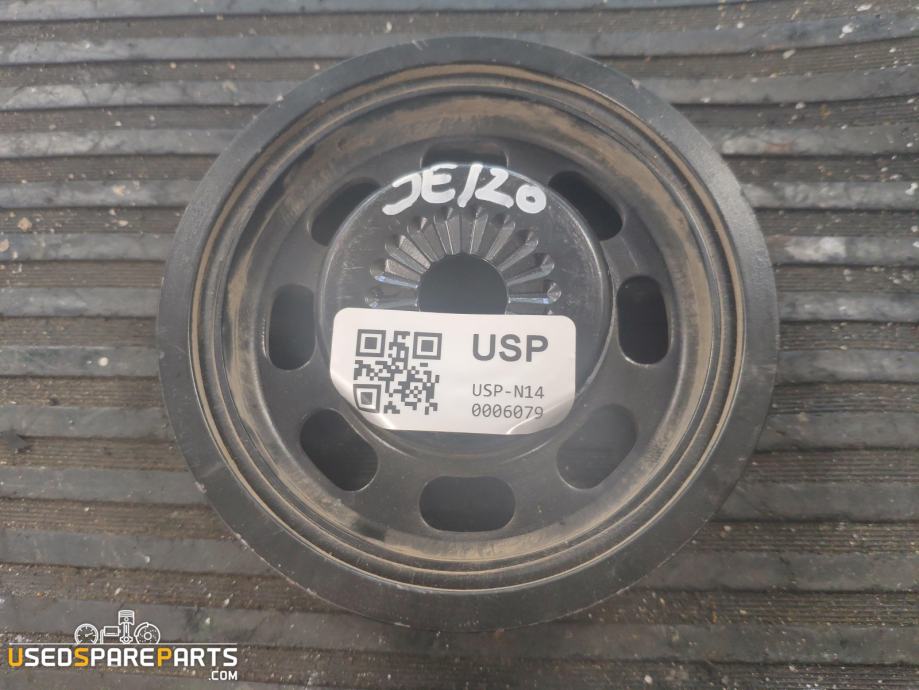 JE120
USP
USP-N14
0006079
USEDSPAREPARTS
.COM